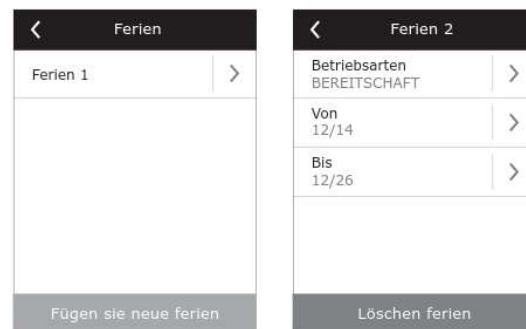 Ferien
Ferien 1
Fügen sie neue ferien
Ferien 2
Betriebsarten
BEREITSCHAFT
Von
12/14
Bis
12/26
Löschen ferien